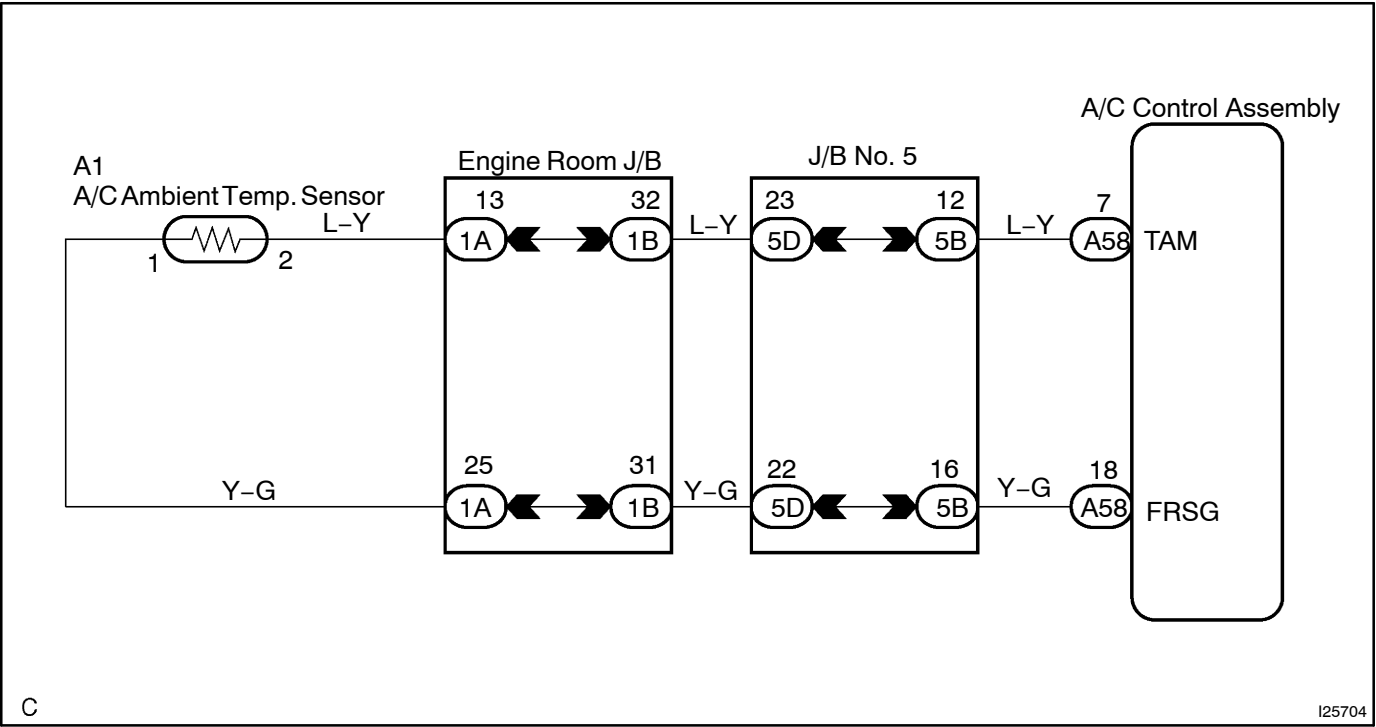 A/C Control Assembly
A1
A/C Ambient Temp. Sensor
Engine Room J/B
J/B No. 5
13
32
23
12
7
L-Y
1A
1B
L-Y
5D
5B
L-Y
A58
TAM
1
2
25
31
22
16
18
Y-G
1A
1B
Y-G
5D
5B
Y-G
A58
FRSG
C
I25704